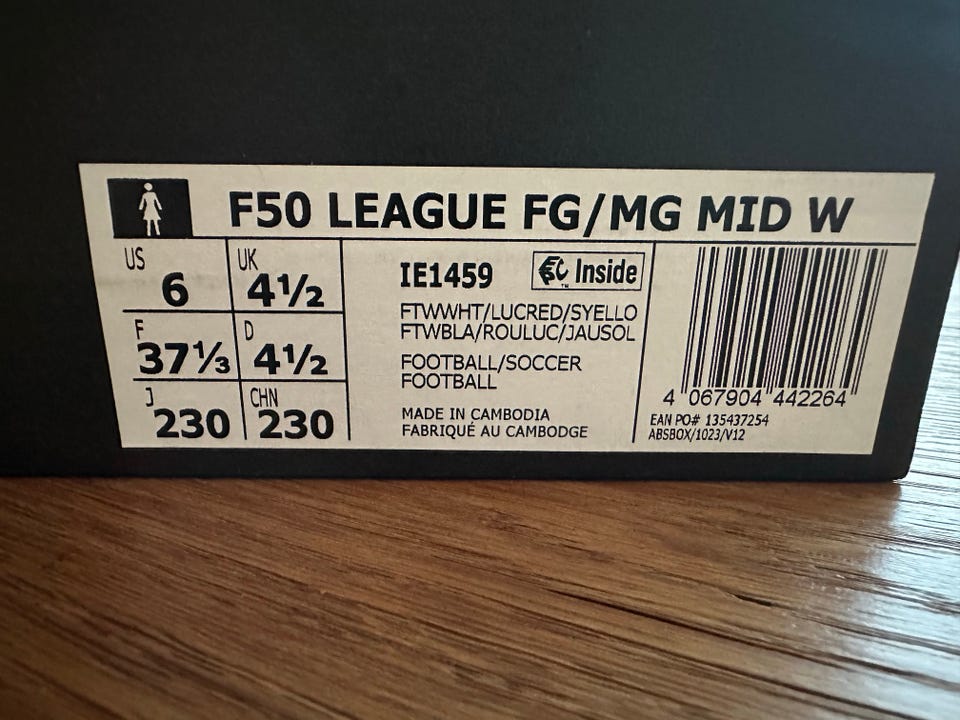 F50 LEAGUE FG/MG MID W
US
6
UK
4½
F
37⅓
D
4½
J
230
CHN
230
IE1459
Inside
TM
FTWWHT/LUCRED/SYELLO
FTWBLA/ROULUC/JAUSOL
FOOTBALL/SOCCER
FOOTBALL
MADE IN CAMBODIA
FABRIQUÉ AU CAMBODGE
4 067904 442264
EAN PO# 135437254
ABSBOX/1023/V12